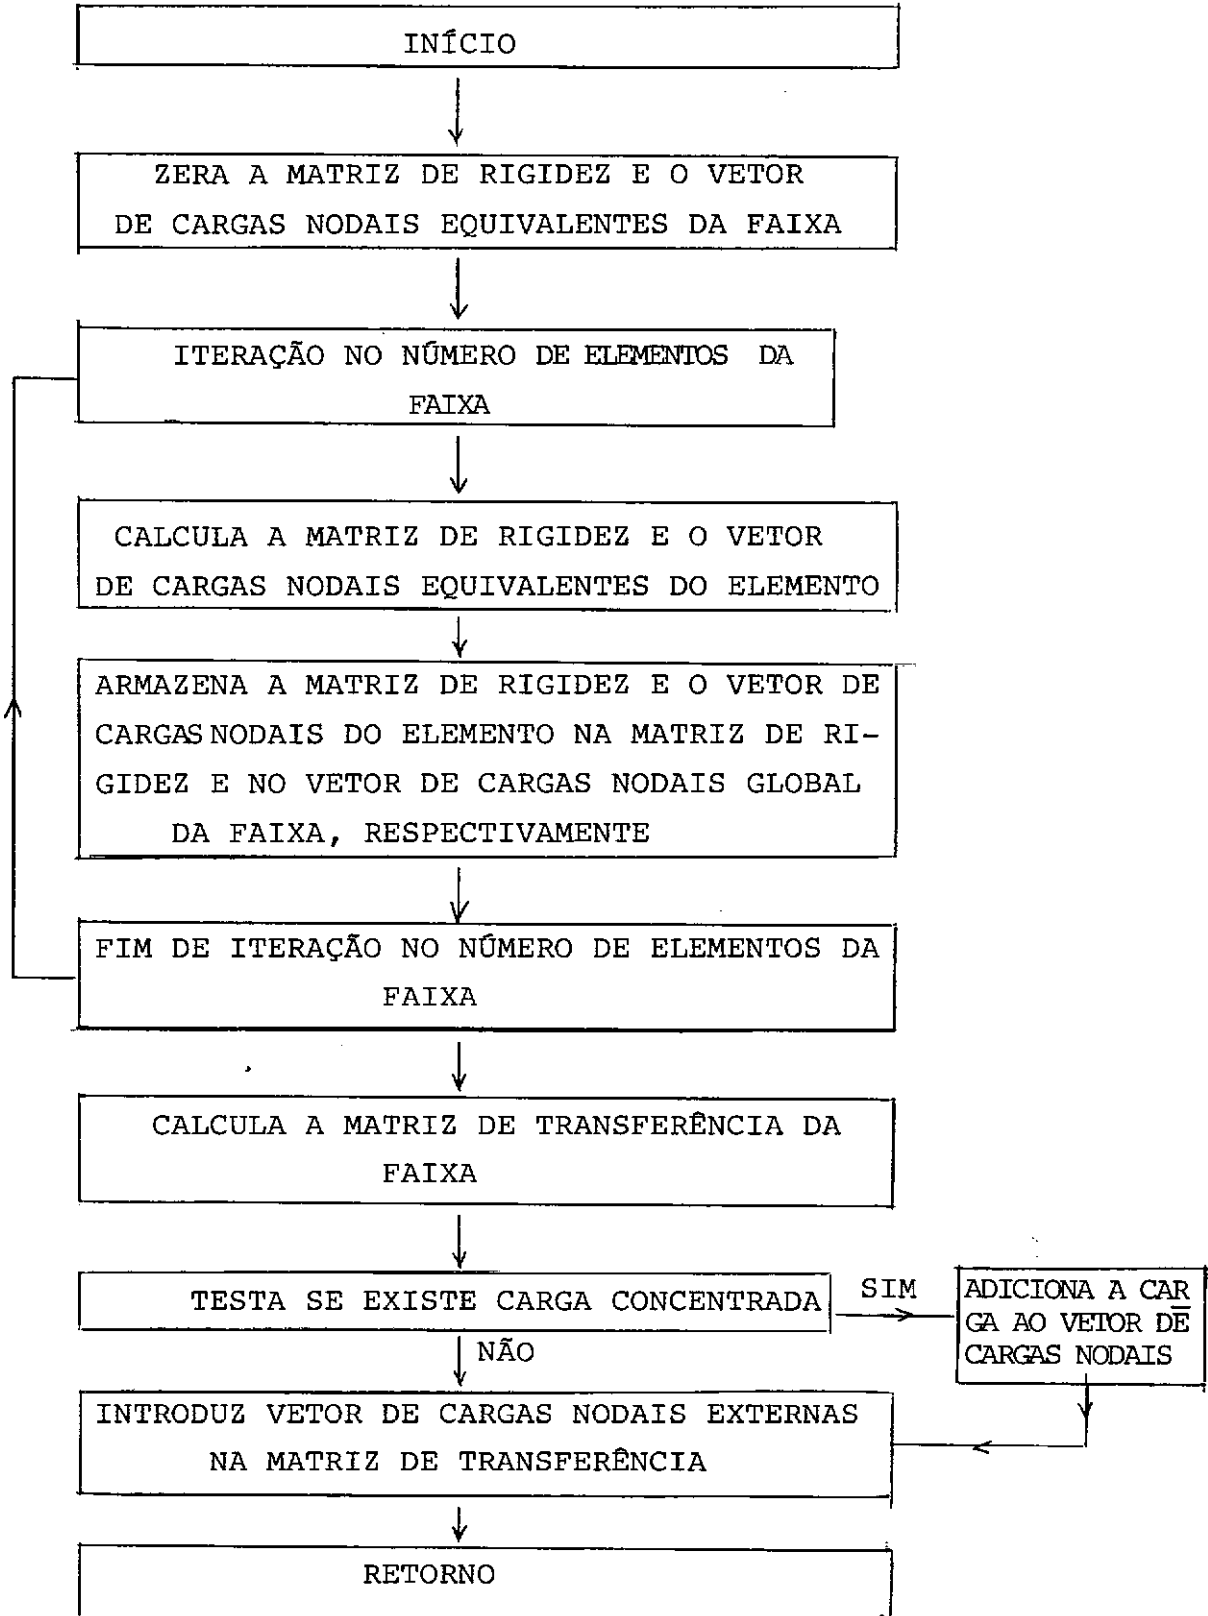 INÍCIO
ZERA A MATRIZ DE RIGIDEZ E O VETOR
DE CARGAS NODAIS EQUIVALENTES DA FAIXA
ITERAÇÃO NO NÚMERO DE ELEMENTOS DA
FAIXA
CALCULA A MATRIZ DE RIGIDEZ E O VETOR
DE CARGAS NODAIS EQUIVALENTES DO ELEMENTO
ARMAZENA A MATRIZ DE RIGIDEZ E O VETOR DE
CARGAS NODAIS DO ELEMENTO NA MATRIZ DE RI-
GIDEZ E NO VETOR DE CARGAS NODAIS GLOBAL
DA FAIXA, RESPECTIVAMENTE
FIM DE ITERAÇÃO NO NÚMERO DE ELEMENTOS DA
FAIXA
CALCULA A MATRIZ DE TRANSFERÊNCIA DA
FAIXA
TESTA SE EXISTE CARGA CONCENTRADA
SIM
ADICIONA A CAR
GA AO VETOR DE
CARGAS NODAIS
NÃO
INTRODUZ VETOR DE CARGAS NODAIS EXTERNAS
NA MATRIZ DE TRANSFERÊNCIA
RETORNO